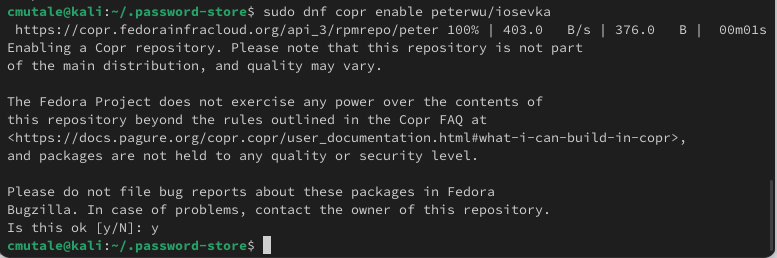 cmutale@kali:~/.password-store$ sudo dnf copr enable peterwu/iosevka
https://copr.fedorainfracloud.org/api_3/rpmrepo/peter 100% | 403.0   B/s | 376.0   B |  00m01s
Enabling a Copr repository. Please note that this repository is not part
of the main distribution, and quality may vary.

The Fedora Project does not exercise any power over the contents of
this repository beyond the rules outlined in the Copr FAQ at
<https://docs.pagure.org/copr.copr/user_documentation.html#what-i-can-build-in-copr>,
and packages are not held to any quality or security level.

Please do not file bug reports about these packages in Fedora
Bugzilla. In case of problems, contact the owner of this repository.
Is this ok [y/N]: y
cmutale@kali:~/.password-store$